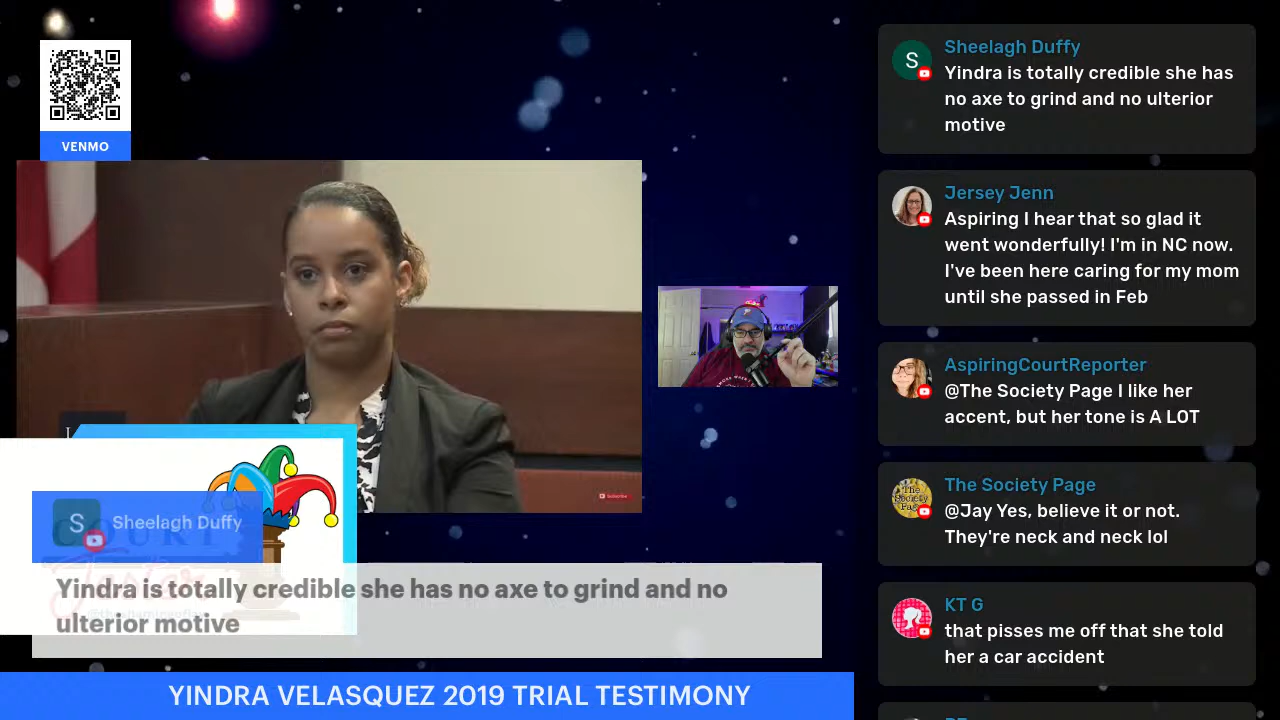 VENMO
Subscribe
Sheelagh Duffy
Yindra is totally credible she has no axe to grind and no
ulterior motive
YINDRA VELASQUEZ 2019 TRIAL TESTIMONY
Sheelagh Duffy
Yindra is totally credible she has
no axe to grind and no ulterior
motive
Jersey Jenn
Aspiring I hear that so glad it
went wonderfully! I'm in NC now.
I've been here caring for my mom
until she passed in Feb
AspiringCourtReporter
@The Society Page I like her
accent, but her tone is A LOT
The Society Page
@Jay Yes, believe it or not.
They're neck and neck lol
KT G
that pisses me off that she told
her a car accident